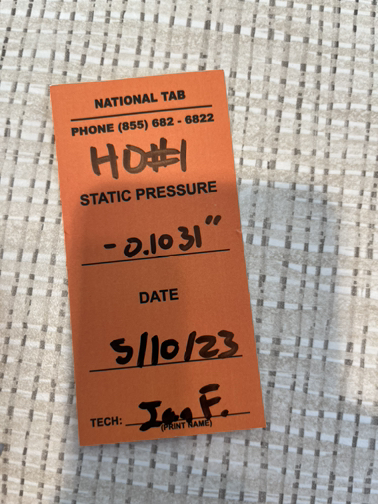 NATIONAL TAB
PHONE (855) 682 - 6822
HO#1
STATIC PRESSURE
-0.1031"
DATE
5/10/23
TECH: Ian F.
(PRINT NAME)